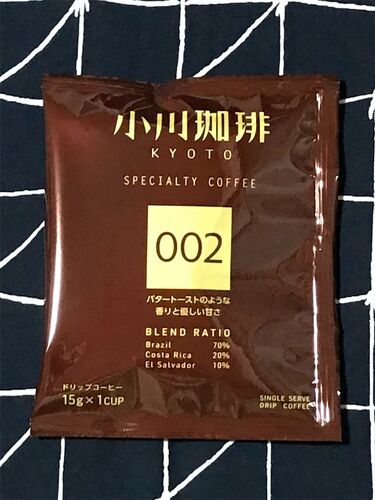 小川珈琲
KYOTO
SPECIALTY COFFEE
002
バタートーストのような
香りと優しい甘さ
BLEND RATIO
Brazil 70%
Costa Rica 20%
El Salvador 10%
ドリップコーヒー
15g×1CUP
SINGLE SERVE
DRIP COFFEE